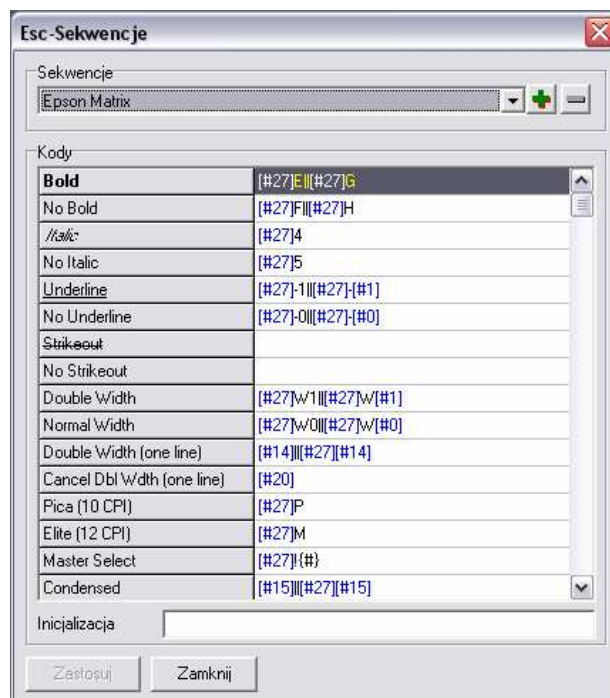 Esc-Sekwencje
Sekwencje
Epson Matrix
Kody
Bold [#27]E||[#27]G
No Bold [#27]F||[#27]H
Italic [#27]4
No Italic [#27]5
Underline [#27]-1||[#27]-[#1]
No Underline [#27]-0||[#27]-[#0]
Strikeout
No Strikeout
Double Width [#27]W1||[#27]W[#1]
Normal Width [#27]W0||[#27]W[#0]
Double Width (one line) [#14]||[#27][#14]
Cancel Dbl Wdth (one line) [#20]
Pica (10 CPI) [#27]P
Elite (12 CPI) [#27]M
Master Select [#27]!{#}
Condensed [#15]||[#27][#15]
Inicjalizacja
Zastosuj Zamknij